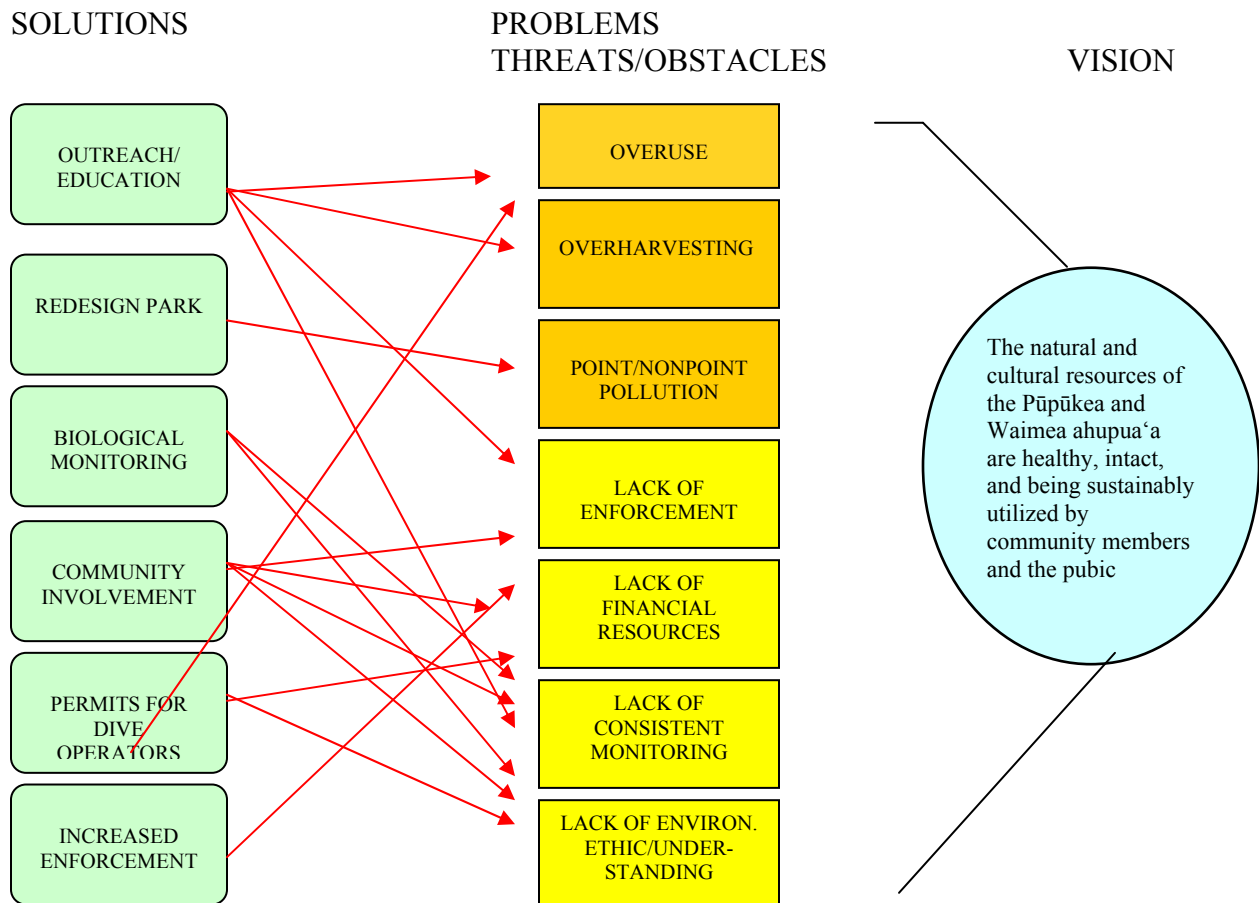 SOLUTIONS
PROBLEMS
THREATS/OBSTACLES
VISION
OUTREACH/
EDUCATION
REDESIGN PARK
BIOLOGICAL
MONITORING
COMMUNITY
INVOLVEMENT
PERMITS FOR
DIVE
OPERATORS
INCREASED
ENFORCEMENT
OVERUSE
OVERHARVESTING
POINT/NONPOINT
POLLUTION
LACK OF
ENFORCEMENT
LACK OF
FINANCIAL
RESOURCES
LACK OF
CONSISTENT
MONITORING
LACK OF ENVIRON.
ETHIC/UNDER-
STANDING
The natural and
cultural resources of
the Pūpūkea and
Waimea ahupuaʻa
are healthy, intact,
and being sustainably
utilized by
community members
and the pubic